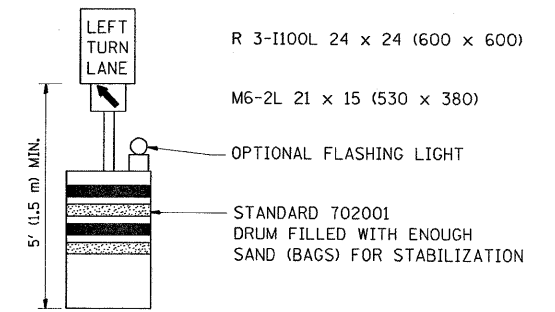 LEFT
TURN
LANE
R 3-I100L 24 x 24 (600 x 600)
M6-2L 21 x 15 (530 x 380)
OPTIONAL FLASHING LIGHT
5' (1.5 m) MIN.
STANDARD 702001
DRUM FILLED WITH ENOUGH
SAND (BAGS) FOR STABILIZATION